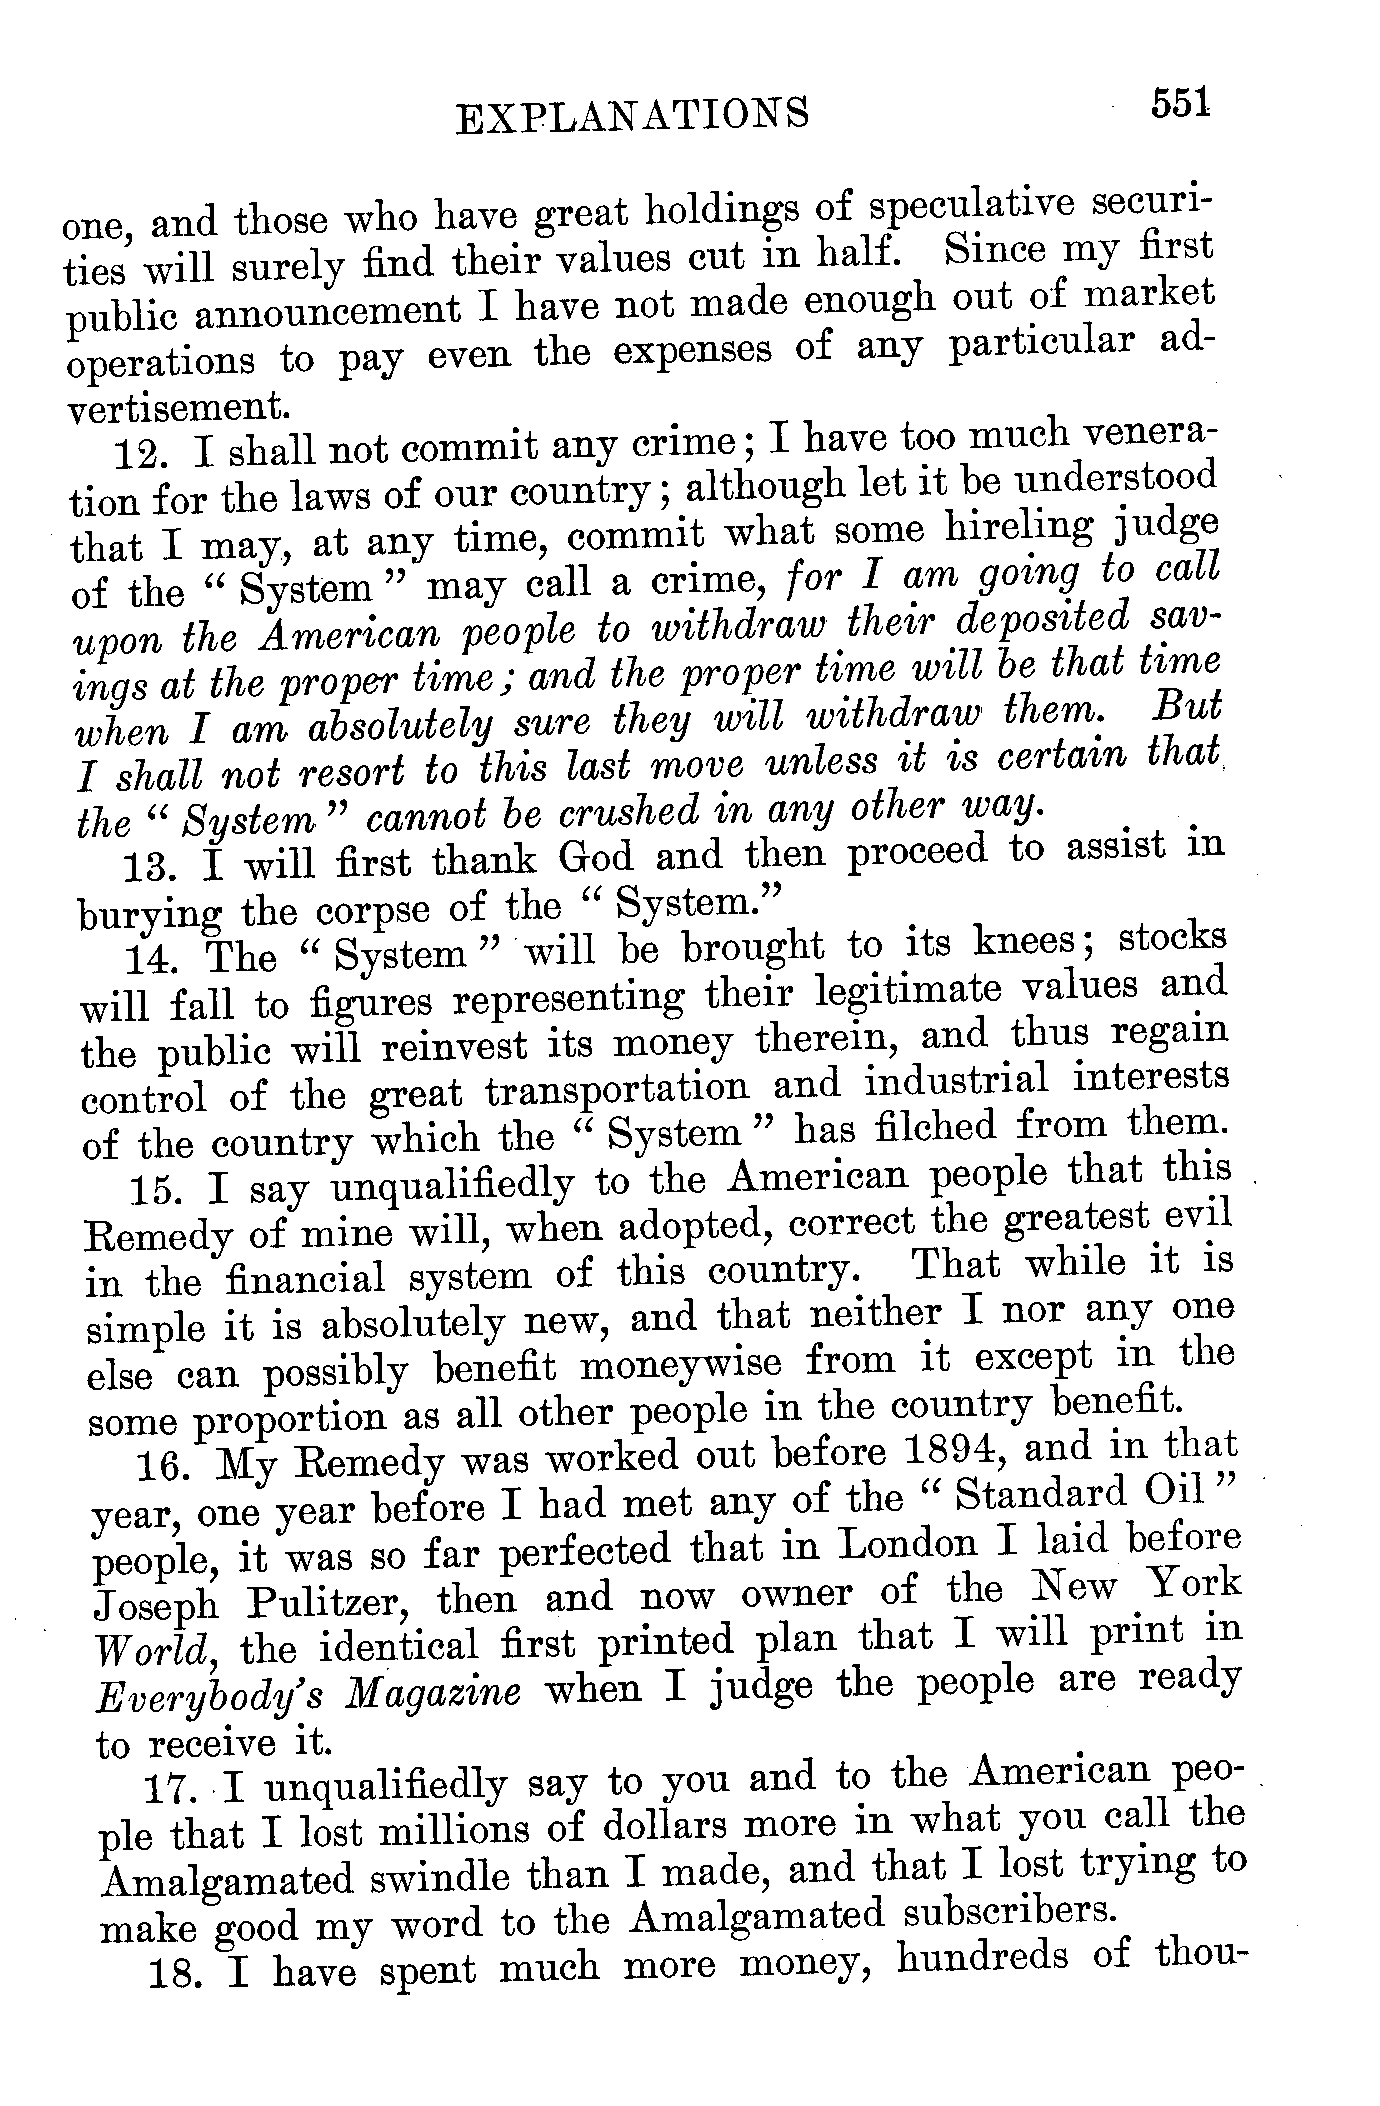 EXPLANATIONS 551
one, and those who have great holdings of speculative securi-
ties will surely find their values cut in half. Since my first
public announcement I have not made enough out of market
operations to pay even the expenses of any particular ad-
vertisement.
12. I shall not commit any crime; I have too much venera-
tion for the laws of our country; although let it be understood
that I may, at any time, commit what some hireling judge
of the “ System ” may call a crime, for I am going to call
upon the American people to withdraw their deposited sav-
ings at the proper time; and the proper time will be that time
when I am absolutely sure they will withdraw them. But
I shall not resort to this last move unless it is certain that
the “ System ” cannot be crushed in any other way.
13. I will first thank God and then proceed to assist in
burying the corpse of the “ System.”
14. The “ System ” will be brought to its knees; stocks
will fall to figures representing their legitimate values and
the public will reinvest its money therein, and thus regain
control of the great transportation and industrial interests
of the country which the “ System ” has filched from them.
15. I say unqualifiedly to the American people that this
Remedy of mine will, when adopted, correct the greatest evil
in the financial system of this country. That while it is
simple it is absolutely new, and that neither I nor any one
else can possibly benefit moneywise from it except in the
some proportion as all other people in the country benefit.
16. My Remedy was worked out before 1894, and in that
year, one year before I had met any of the “ Standard Oil ”
people, it was so far perfected that in London I laid before
Joseph Pulitzer, then and now owner of the New York
World, the identical first printed plan that I will print in
Everybody's Magazine when I judge the people are ready
to receive it.
17. I unqualifiedly say to you and to the American peo-
ple that I lost millions of dollars more in what you call the
Amalgamated swindle than I made, and that I lost trying to
make good my word to the Amalgamated subscribers.
18. I have spent much more money, hundreds of thou-